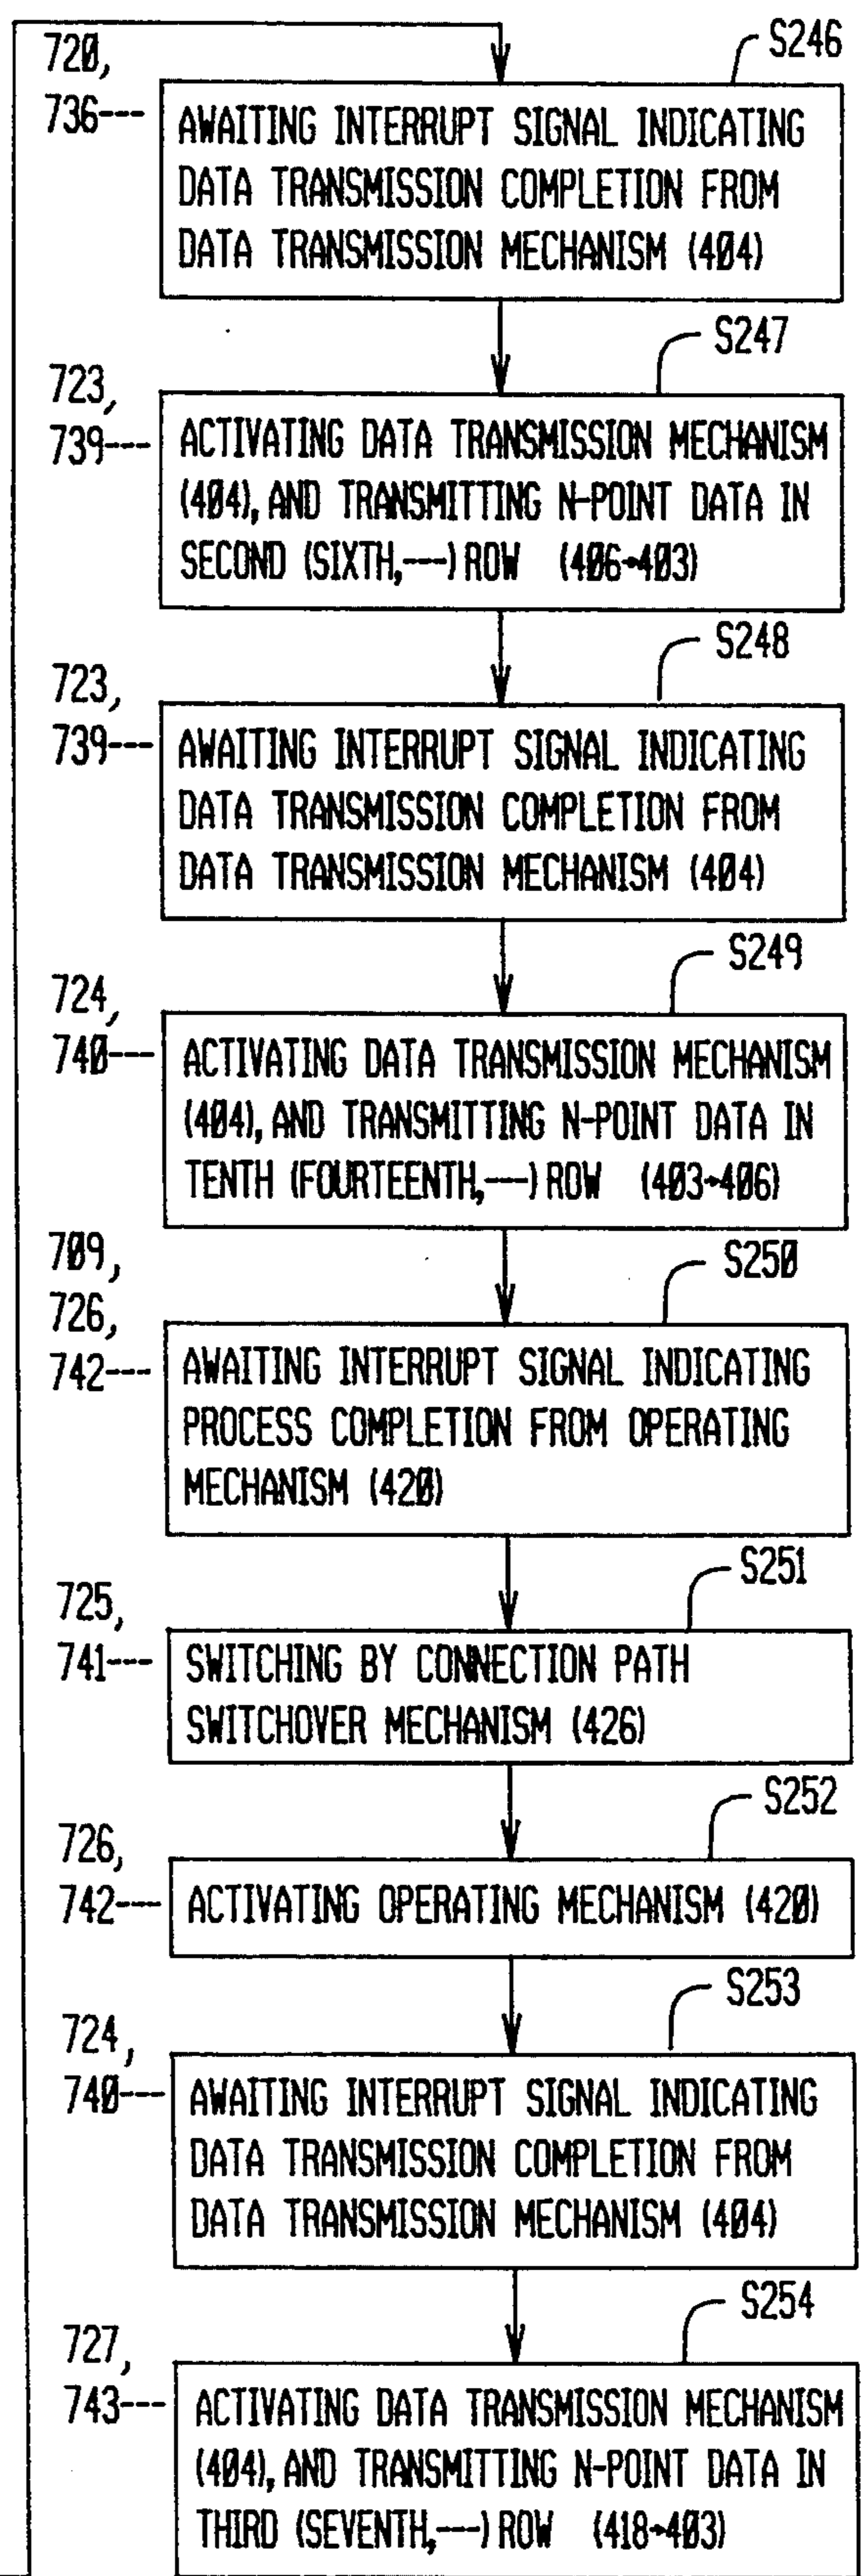 S246
720,
736---
AWAITING INTERRUPT SIGNAL INDICATING
DATA TRANSMISSION COMPLETION FROM
DATA TRANSMISSION MECHANISM (404)
S247
723,
739---
ACTIVATING DATA TRANSMISSION MECHANISM
(404), AND TRANSMITTING N-POINT DATA IN
SECOND (SIXTH,---) ROW (406→403)
S248
723,
739---
AWAITING INTERRUPT SIGNAL INDICATING
DATA TRANSMISSION COMPLETION FROM
DATA TRANSMISSION MECHANISM (404)
S249
724,
740---
ACTIVATING DATA TRANSMISSION MECHANISM
(404), AND TRANSMITTING N-POINT DATA IN
TENTH (FOURTEENTH,---) ROW (403→406)
S250
709,
726,
742---
AWAITING INTERRUPT SIGNAL INDICATING
PROCESS COMPLETION FROM OPERATING
MECHANISM (420)
S251
725,
741---
SWITCHING BY CONNECTION PATH
SWITCHOVER MECHANISM (426)
S252
726,
742---
ACTIVATING OPERATING MECHANISM (420)
S253
724,
740---
AWAITING INTERRUPT SIGNAL INDICATING
DATA TRANSMISSION COMPLETION FROM
DATA TRANSMISSION MECHANISM (404)
S254
727,
743---
ACTIVATING DATA TRANSMISSION MECHANISM
(404), AND TRANSMITTING N-POINT DATA IN
THIRD (SEVENTH,---) ROW (418→403)